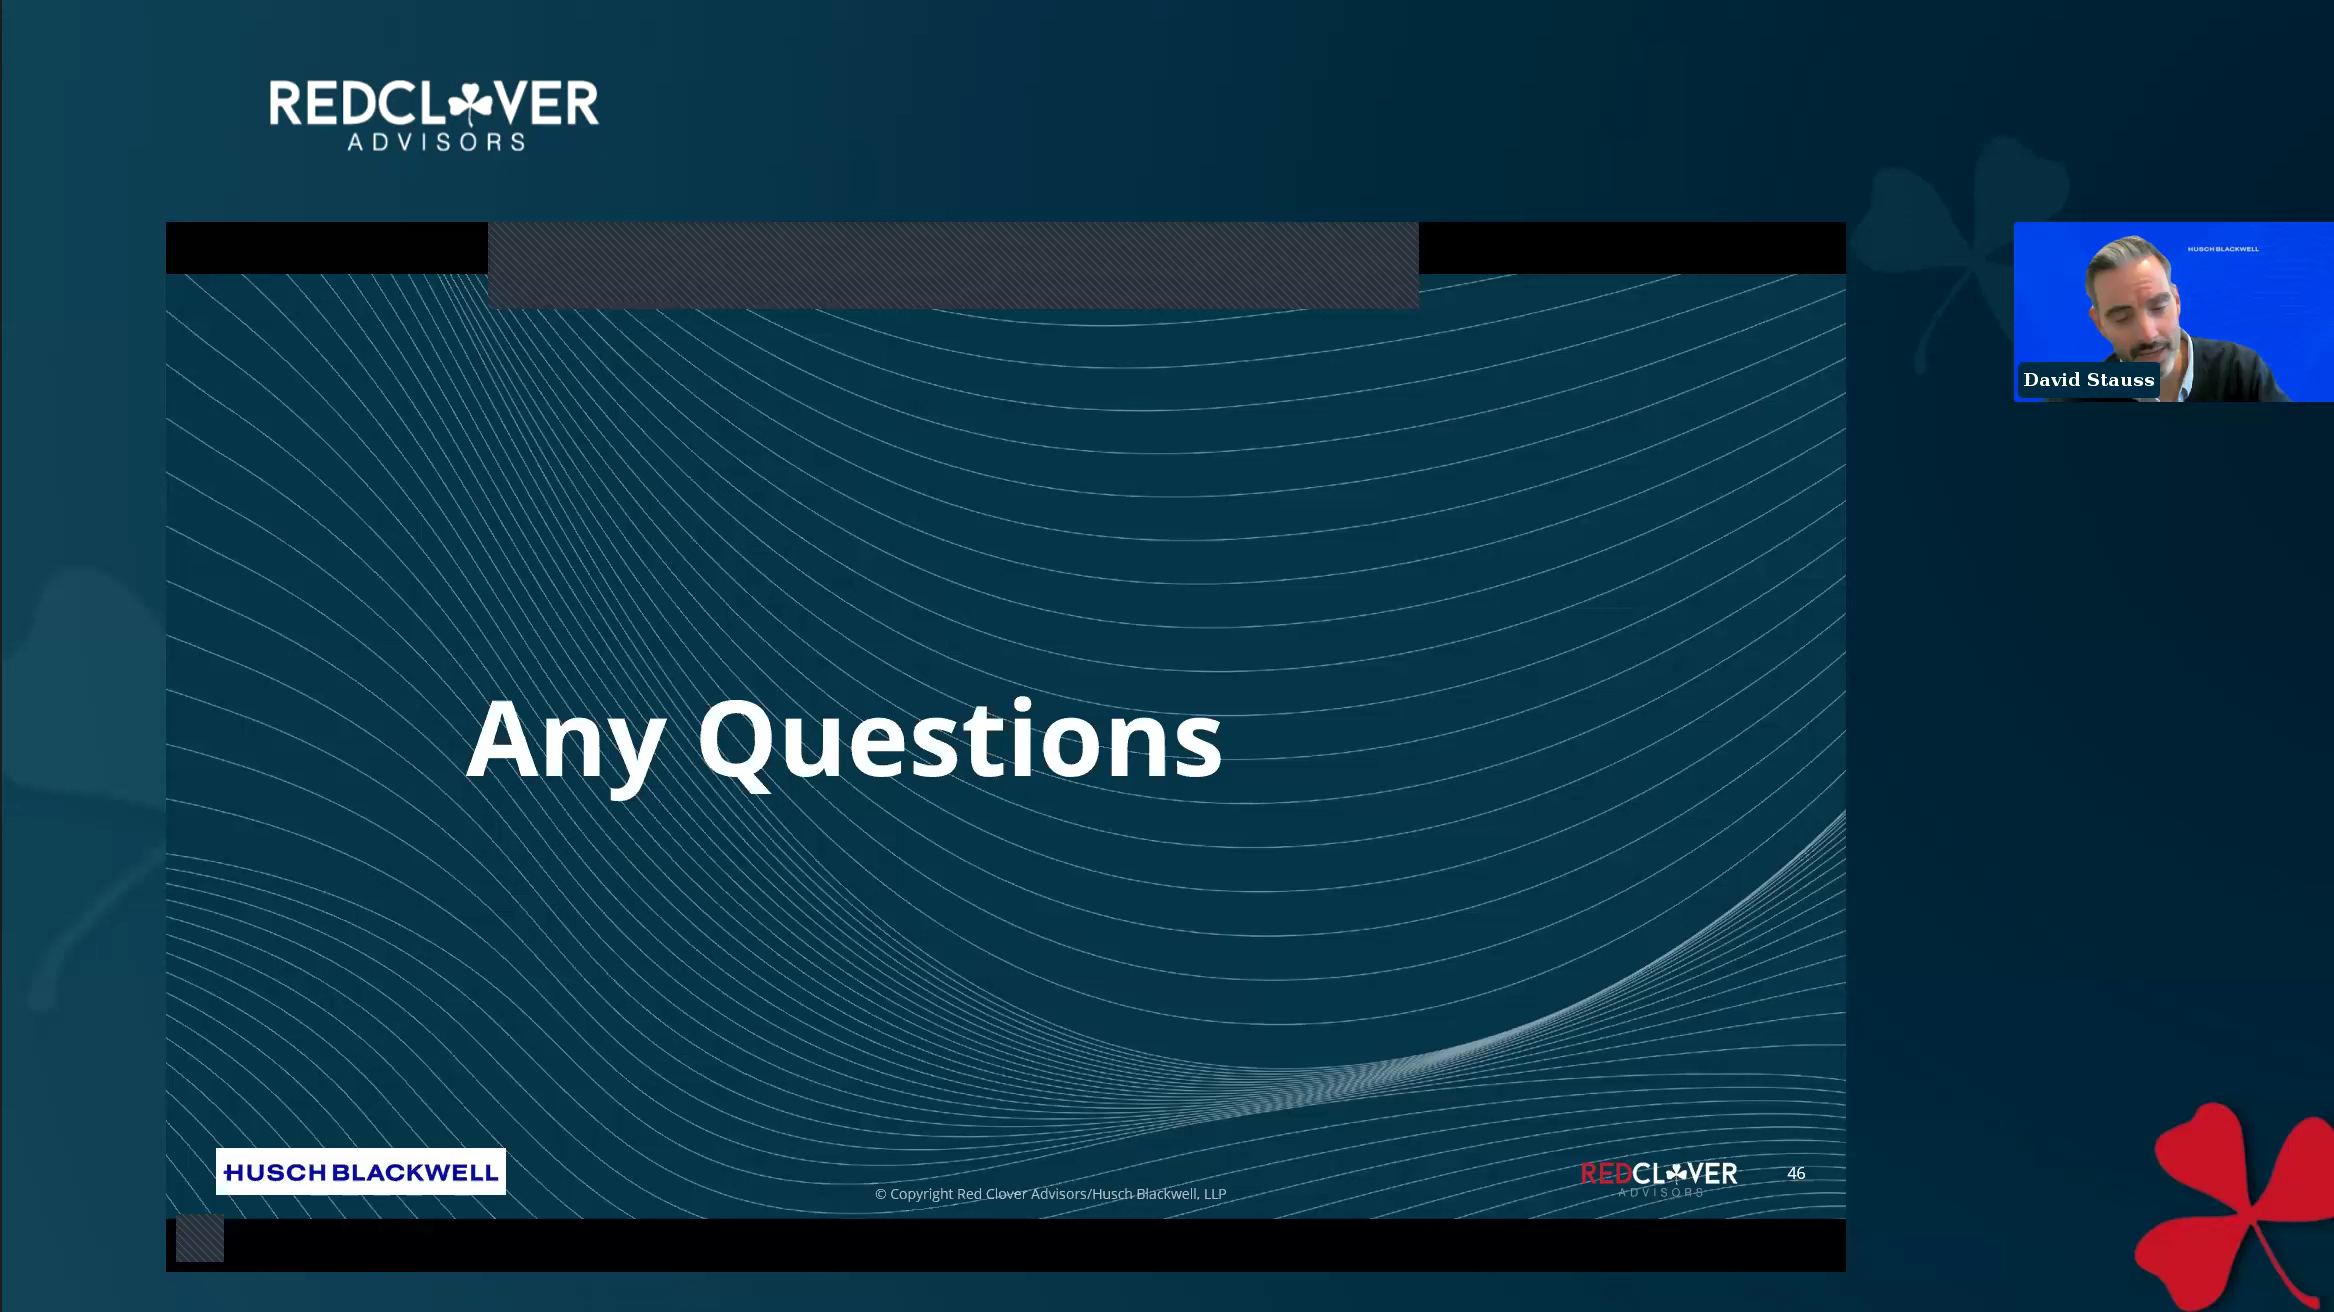 REDCLOVER
ADVISORS
HUSCH BLACKWELL
David Stauss
Any Questions
HUSCH BLACKWELL
© Copyright Red Clover Advisors/Husch Blackwell, LLP
REDCLOVER
ADVISORS
46